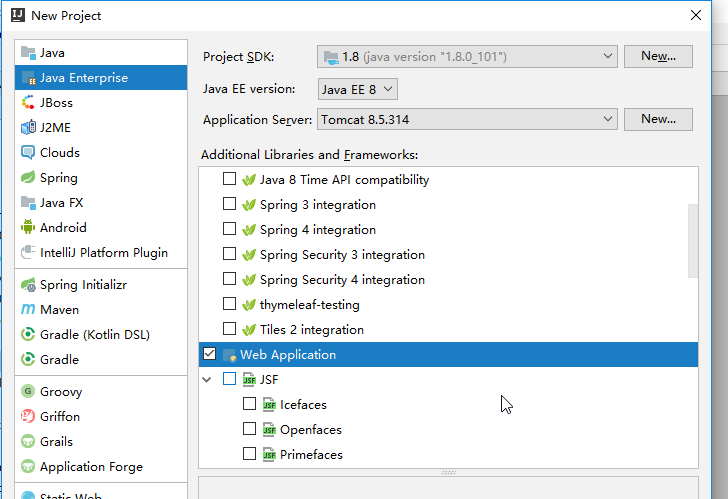 New Project
Java
Java Enterprise
JBoss
J2ME
Clouds
Spring
Java FX
Android
IntelliJ Platform Plugin
Spring Initializr
Maven
Gradle (Kotlin DSL)
Gradle
Groovy
Griffon
Grails
Application Forge
Static Web
Project SDK: 1.8 (java version "1.8.0_101") New...
Java EE version: Java EE 8
Application Server: Tomcat 8.5.314 New...
Additional Libraries and Frameworks:
Java 8 Time API compatibility
Spring 3 integration
Spring 4 integration
Spring Security 3 integration
Spring Security 4 integration
thymeleaf-testing
Tiles 2 integration
Web Application
JSF
Icefaces
Openfaces
Primefaces